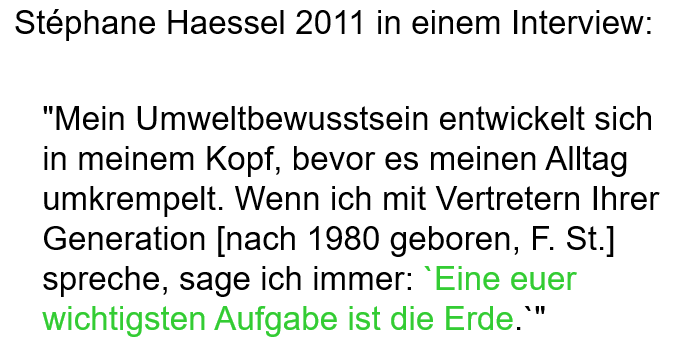 Stéphane Haessel 2011 in einem Interview:
"Mein Umweltbewusstsein entwickelt sich
in meinem Kopf, bevor es meinen Alltag
umkrempelt. Wenn ich mit Vertretern Ihrer
Generation [nach 1980 geboren, F. St.]
spreche, sage ich immer: `Eine euer
wichtigsten Aufgabe ist die Erde.`"